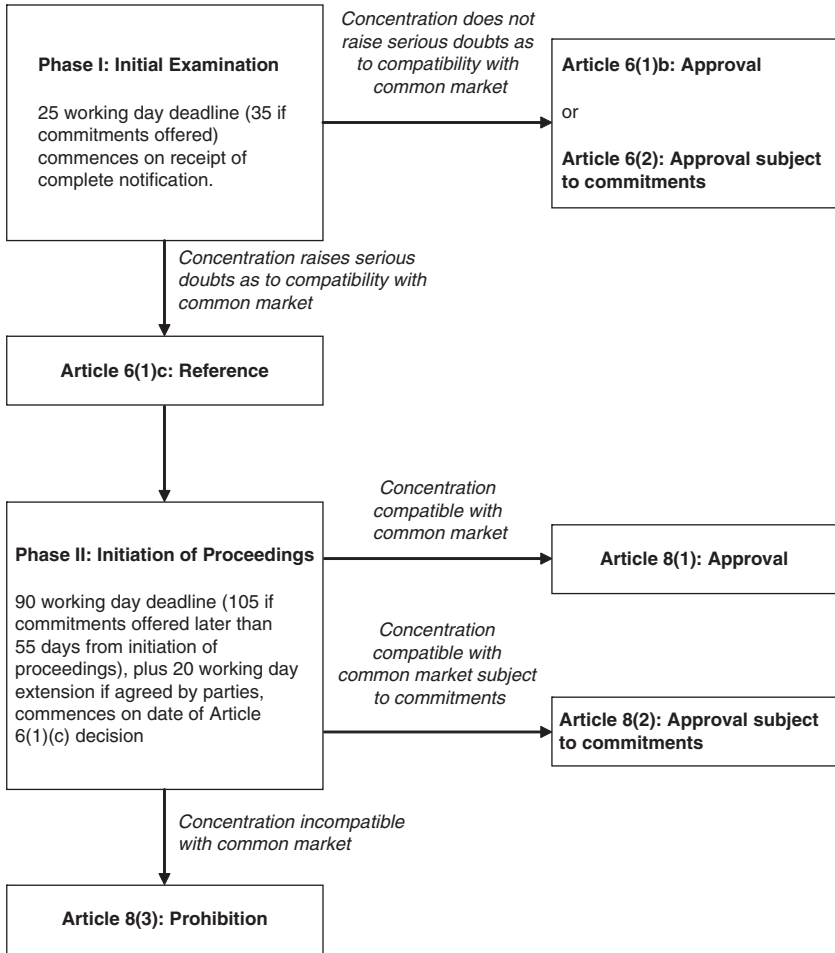 Concentration does not
raise serious doubts as
to compatibility with
common market
Phase I: Initial Examination
25 working day deadline (35 if
commitments offered)
commences on receipt of
complete notification.
Article 6(1)b: Approval
or
Article 6(2): Approval subject
to commitments
Concentration raises serious
doubts as to compatibility with
common market
Article 6(1)c: Reference
Concentration
compatible with
common market
Phase II: Initiation of Proceedings
90 working day deadline (105 if
commitments offered later than
55 days from initiation of
proceedings), plus 20 working day
extension if agreed by parties,
commences on date of Article
6(1)(c) decision
Article 8(1): Approval
Concentration
compatible with
common market subject
to commitments
Article 8(2): Approval subject
to commitments
Concentration incompatible
with common market
Article 8(3): Prohibition